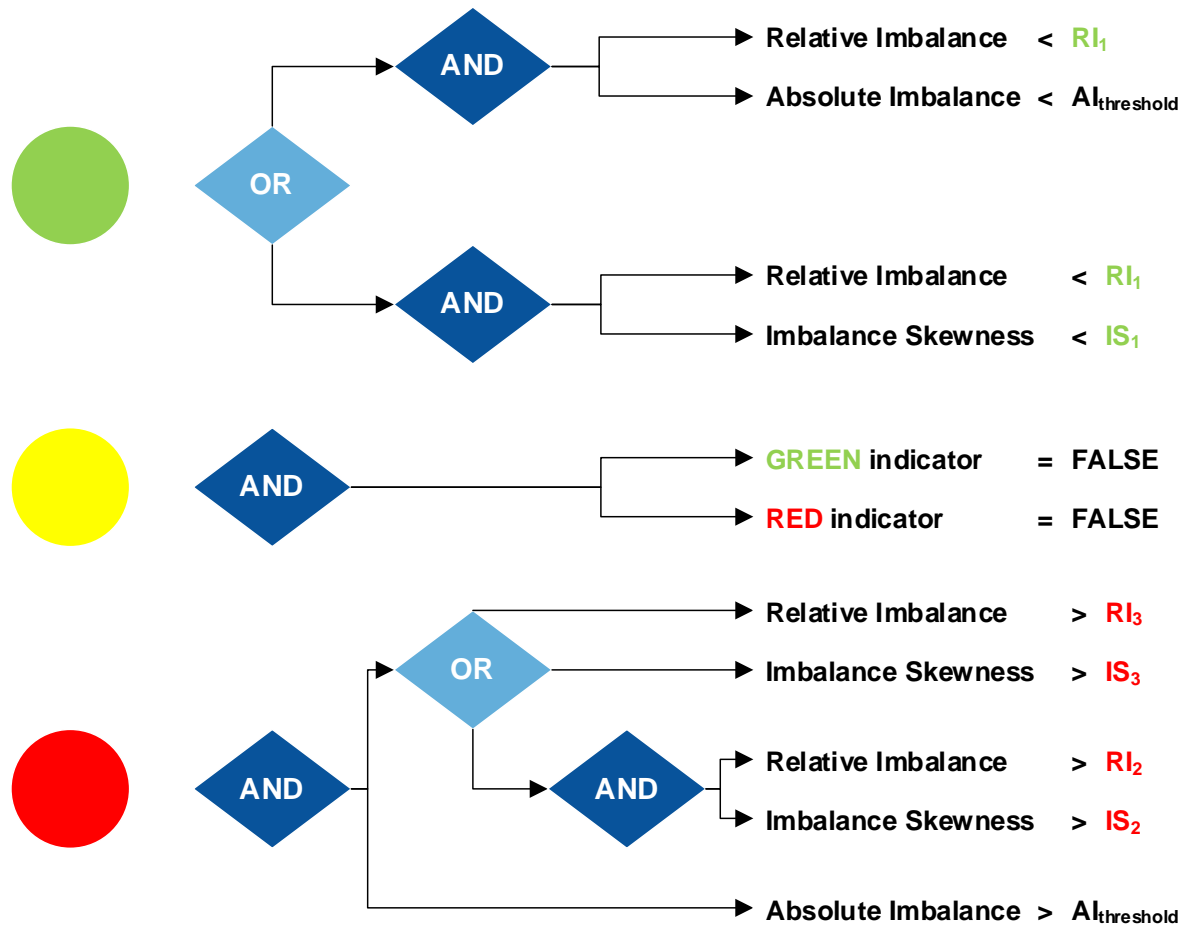 AND
Relative Imbalance < RI₁
Absolute Imbalance < AIthreshold
OR
AND
Relative Imbalance < RI₁
Imbalance Skewness < IS₁
AND
GREEN indicator = FALSE
RED indicator = FALSE
Relative Imbalance > RI₃
OR
Imbalance Skewness > IS₃
AND
AND
Relative Imbalance > RI₂
Imbalance Skewness > IS₂
Absolute Imbalance > AIthreshold